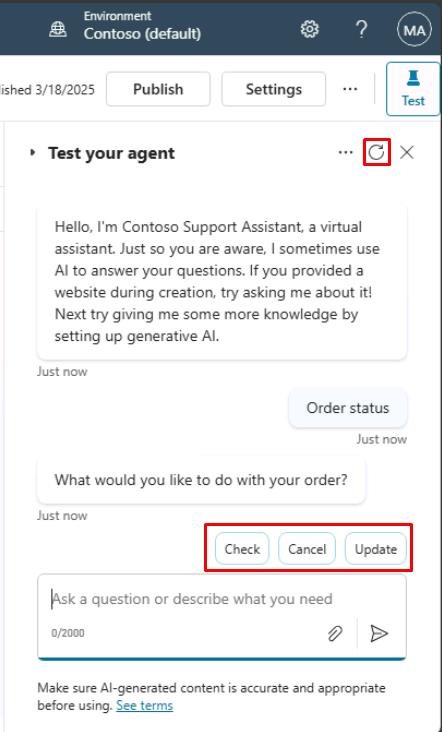 Environment
Contoso (default)
MA
ished 3/18/2025
Publish
Settings
Test
Test your agent
Hello, I'm Contoso Support Assistant, a virtual
assistant. Just so you are aware, I sometimes use
AI to answer your questions. If you provided a
website during creation, try asking me about it!
Next try giving me some more knowledge by
setting up generative AI.
Just now
Order status
Just now
What would you like to do with your order?
Just now
Check
Cancel
Update
Ask a question or describe what you need
0/2000
Make sure AI-generated content is accurate and appropriate
before using. See terms